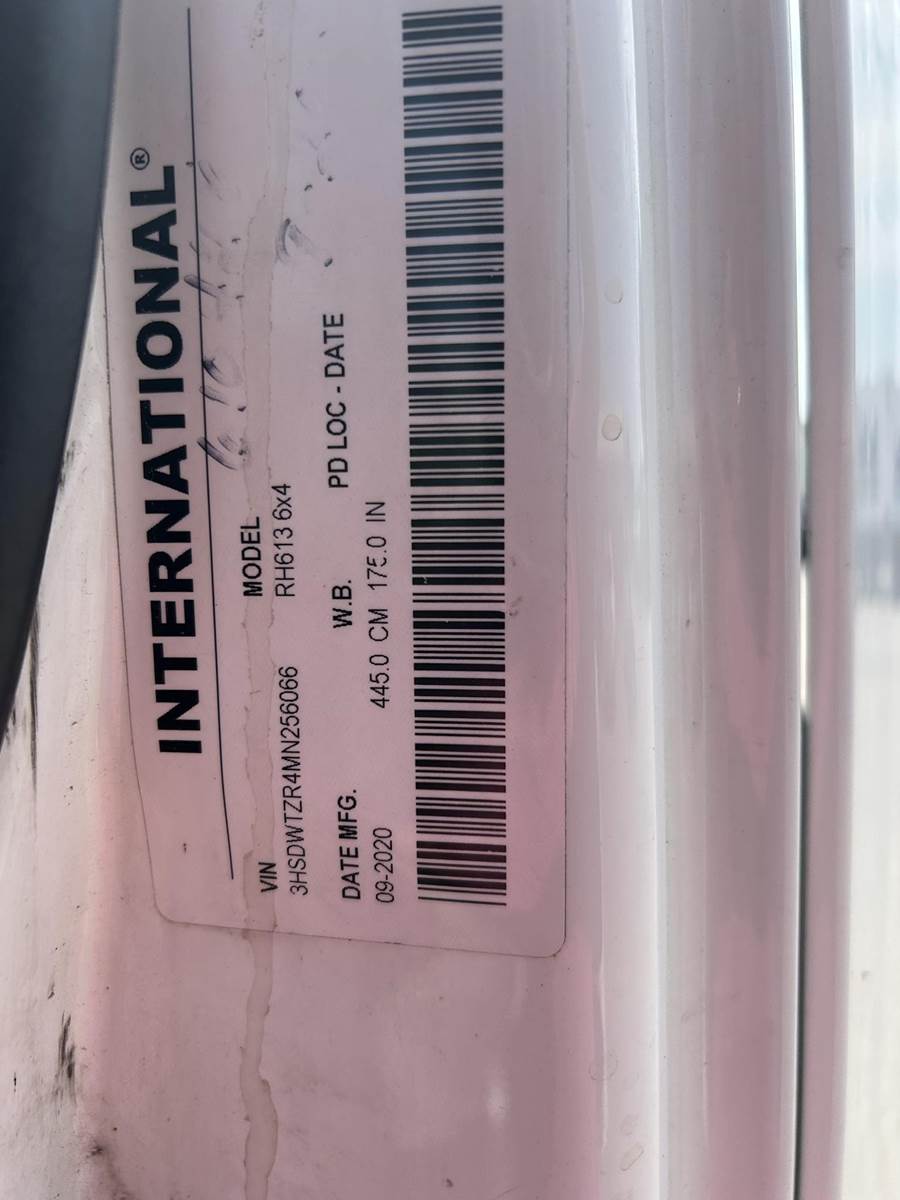 INTERNATIONAL®
VIN MODEL
3HSDWTZR4MN256066 RH613 6x4
DATE MFG. W.B. PD LOC - DATE
09-2020 445.0 CM 175.0 IN